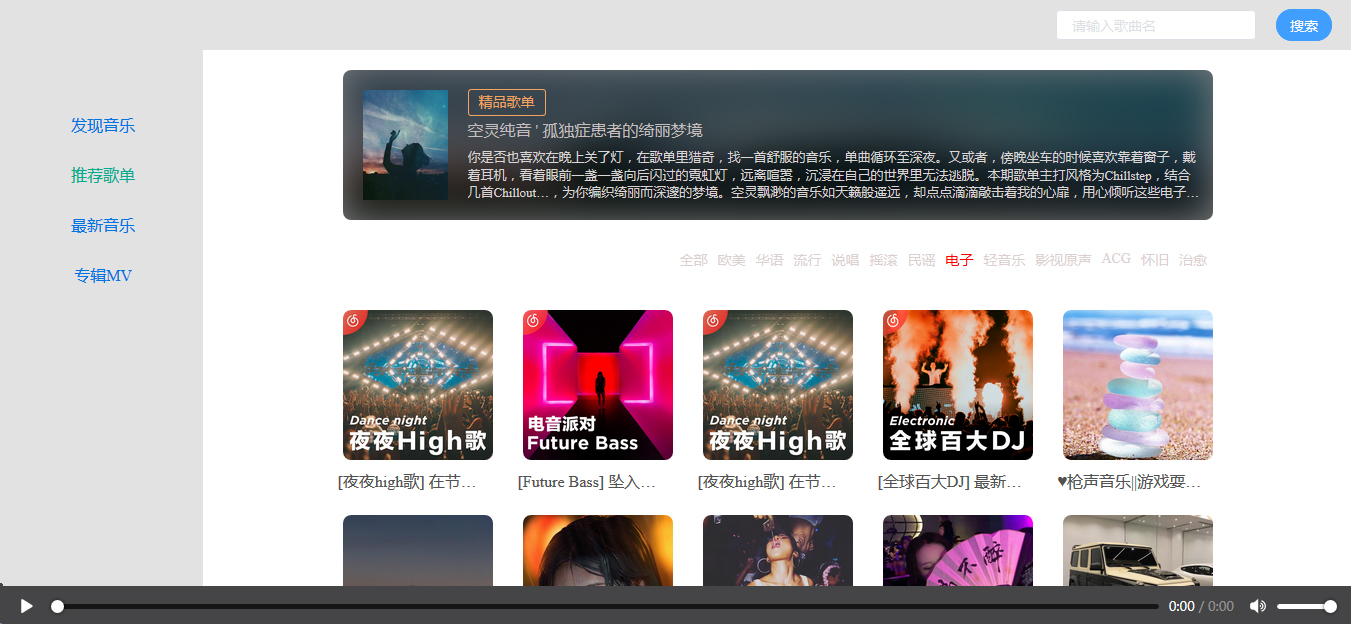 请输入歌曲名
搜索
发现音乐
推荐歌单
最新音乐
专辑MV
精品歌单
空灵纯音 ' 孤独症患者的绮丽梦境
你是否也喜欢在晚上关了灯，在歌单里猎奇，找一首舒服的音乐，单曲循环至深夜。又或者，傍晚坐车的时候喜欢靠着窗子，戴
着耳机，看着眼前一盏一盏向后闪过的霓虹灯，远离喧嚣，沉浸在自己的世界里无法逃脱。本期歌单主打风格为Chillstep，结合
几首Chillout…，为你编织绮丽而深邃的梦境。空灵飘渺的音乐如天籁般遥远，却点点滴滴敲击着我的心扉，用心倾听这些电子…
全部 欧美 华语 流行 说唱 摇滚 民谣 电子 轻音乐 影视原声 ACG 怀旧 治愈
Dance night
夜夜High歌
电音派对
Future Bass
Dance night
夜夜High歌
Electronic
全球百大DJ
[夜夜high歌] 在节…
[Future Bass] 坠入…
[夜夜high歌] 在节…
[全球百大DJ] 最新…
♥枪声音乐||游戏耍…
不醉
0:00 / 0:00